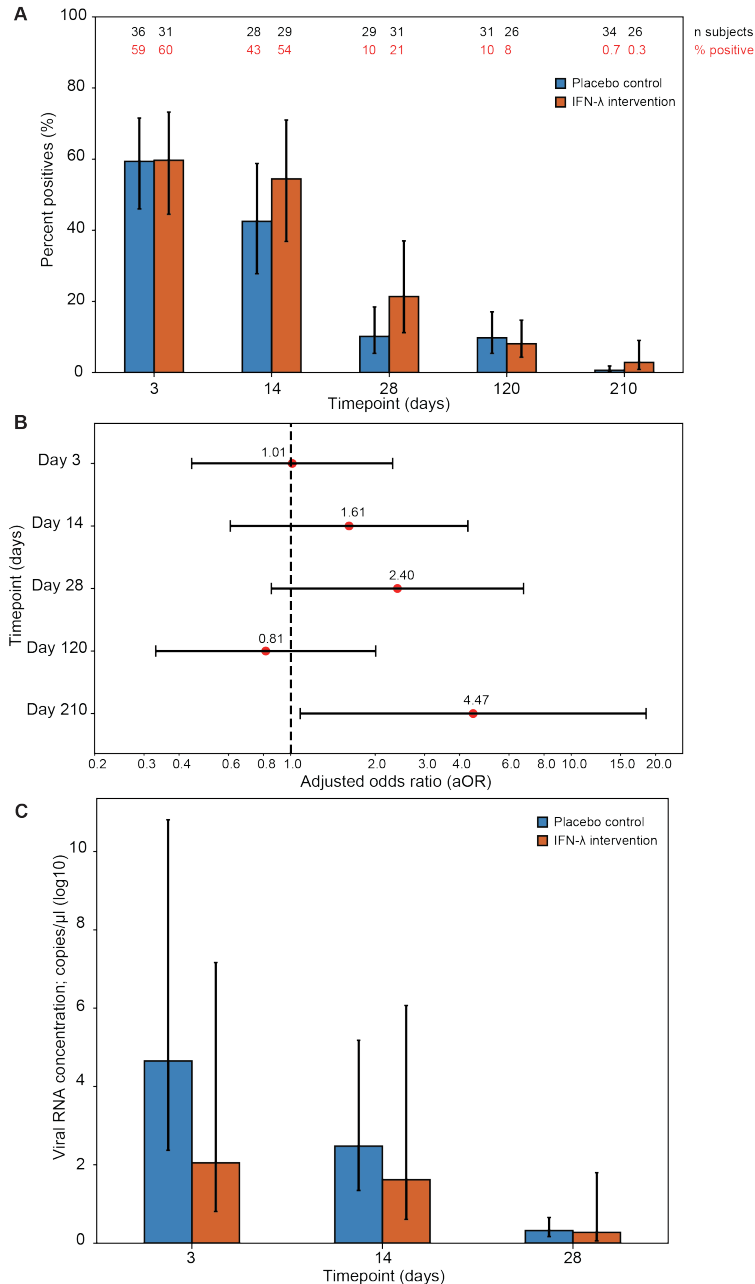 A
100
36 31 28 29 29 31 31 26 34 26 n subjects
59 60 43 54 10 21 10 8 0.7 0.3 % positive
80
Placebo control
IFN-λ intervention
60
40
20
0
Percent positives (%)
3 14 28 120 210
Timepoint (days)
B
Day 3
1.01
Day 14
1.61
Day 28
2.40
Day 120
0.81
Day 210
4.47
Timepoint (days)
0.2 0.3 0.4 0.6 0.8 1.0 2.0 3.0 4.0 6.0 10.0 15.0 20.0
Adjusted odds ratio (aOR)
C
Placebo control
IFN-λ intervention
10
8
6
4
2
0
Viral RNA concentration; copies/µl (log10)
3 14 28
Timepoint (days)